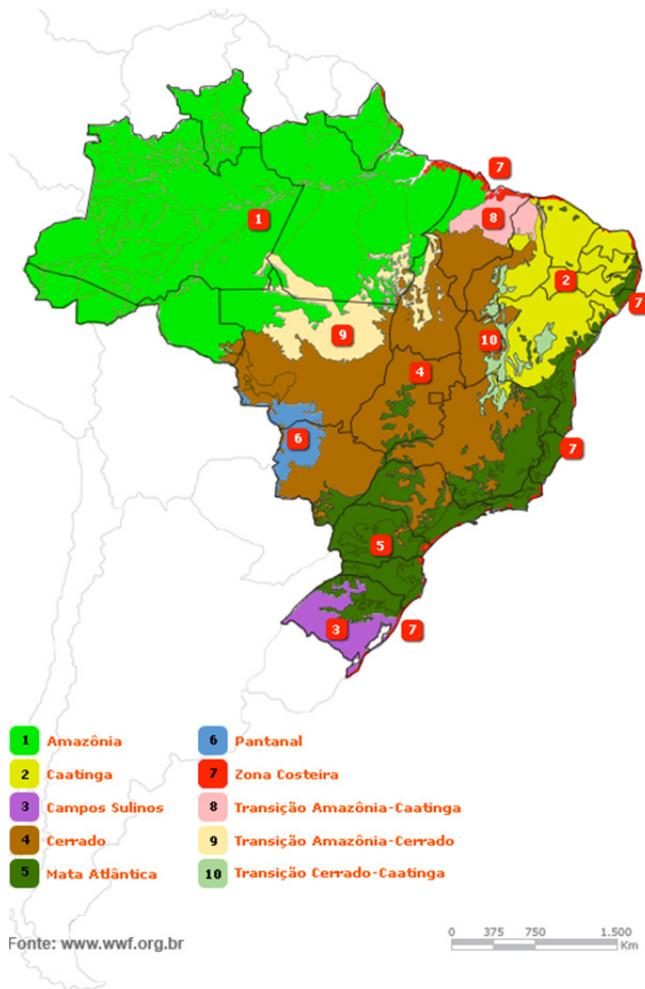 7
1
8
7
2
9
10
4
6
7
5
3
7
1 Amazônia
2 Caatinga
3 Campos Sulinos
4 Cerrado
5 Mata Atlântica
6 Pantanal
7 Zona Costeira
8 Transição Amazônia-Caatinga
9 Transição Amazônia-Cerrado
10 Transição Cerrado-Caatinga
Fonte: www.wwf.org.br
0 375 750 1.500
Km